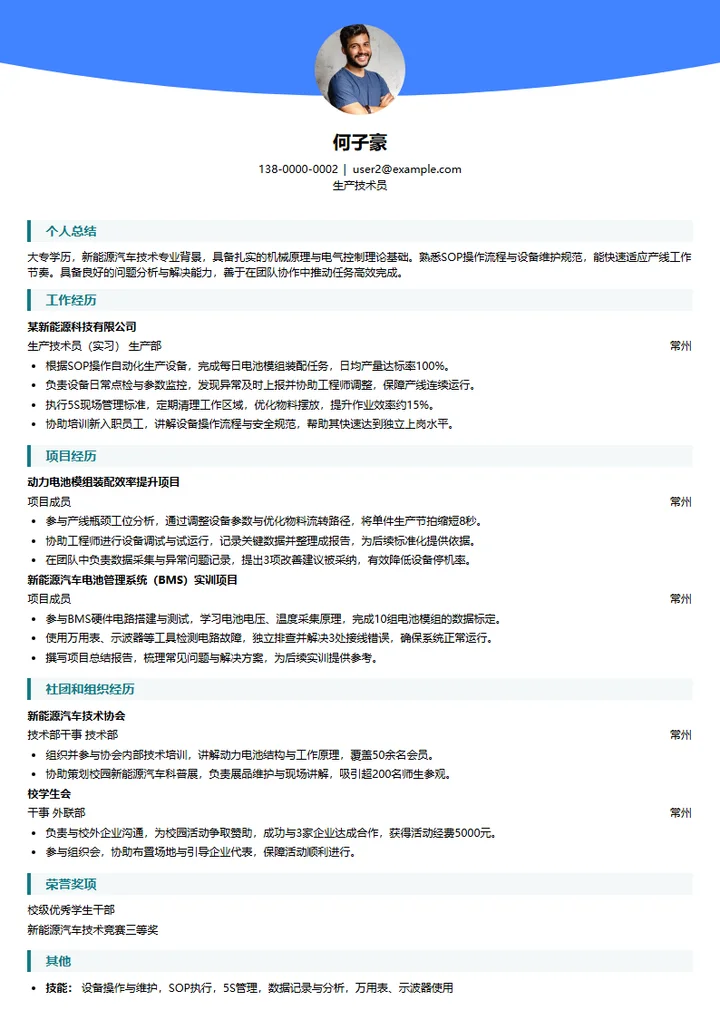 何子豪
138-0000-0002 | user2@example.com
生产技术员
个人总结
大专学历，新能源汽车技术专业背景，具备扎实的机械原理与电气控制理论基础。熟悉SOP操作流程与设备维护规范，能快速适应产线工作
节奏。具备良好的问题分析与解决能力，善于在团队协作中推动任务高效完成。
工作经历
某新能源科技有限公司
生产技术员（实习） 生产部 常州
• 根据SOP操作自动化生产设备，完成每日电池模组装配任务，日均产量达标率100%。
• 负责设备日常点检与参数监控，发现异常及时上报并协助工程师调整，保障产线连续运行。
• 执行5S现场管理标准，定期清理工作区域，优化物料摆放，提升作业效率约15%。
• 协助培训新入职员工，讲解设备操作流程与安全规范，帮助其快速达到独立上岗水平。
项目经历
动力电池模组装配效率提升项目
项目成员 常州
• 参与产线瓶颈工位分析，通过调整设备参数与优化物料流转路径，将单件生产节拍缩短8秒。
• 协助工程师进行设备调试与试运行，记录关键数据并整理成报告，为后续标准化提供依据。
• 在团队中负责数据采集与异常问题记录，提出3项改善建议被采纳，有效降低设备停机率。
新能源汽车电池管理系统（BMS）实训项目
项目成员 常州
• 参与BMS硬件电路搭建与测试，学习电池电压、温度采集原理，完成10组电池模组的数据标定。
• 使用万用表、示波器等工具检测电路故障，独立排查并解决3处接线错误，确保系统正常运行。
• 撰写项目总结报告，梳理常见问题与解决方案，为后续实训提供参考。
社团和组织经历
新能源汽车技术协会
技术部干事 技术部 常州
• 组织并参与协会内部技术培训，讲解动力电池结构与工作原理，覆盖50余名会员。
• 协助策划校园新能源汽车科普展，负责展品维护与现场讲解，吸引超200名师生参观。
校学生会
干事 外联部 常州
• 负责与校外企业沟通，为校园活动争取赞助，成功与3家企业达成合作，获得活动经费5000元。
• 参与组织会，协助布置场地与引导企业代表，保障活动顺利进行。
荣誉奖项
校级优秀学生干部
新能源汽车技术竞赛三等奖
其他
• 技能： 设备操作与维护，SOP执行，5S管理，数据记录与分析，万用表、示波器使用